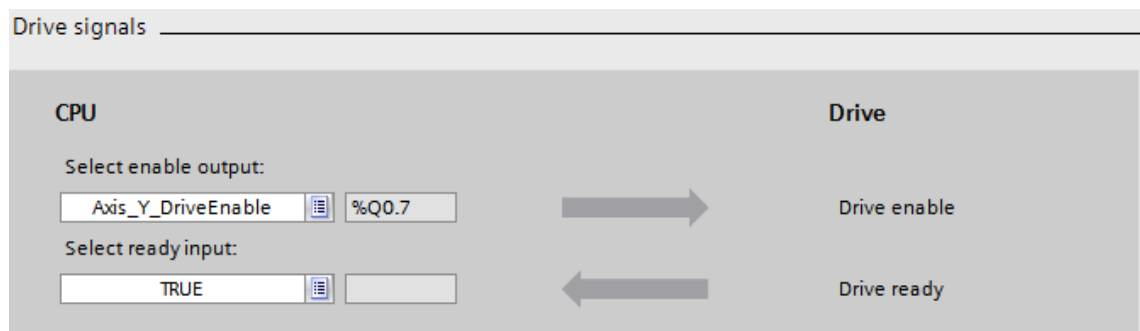 Drive signals
CPU Drive
Select enable output:
Axis_Y_DriveEnable %Q0.7 Drive enable
Select ready input:
TRUE Drive ready